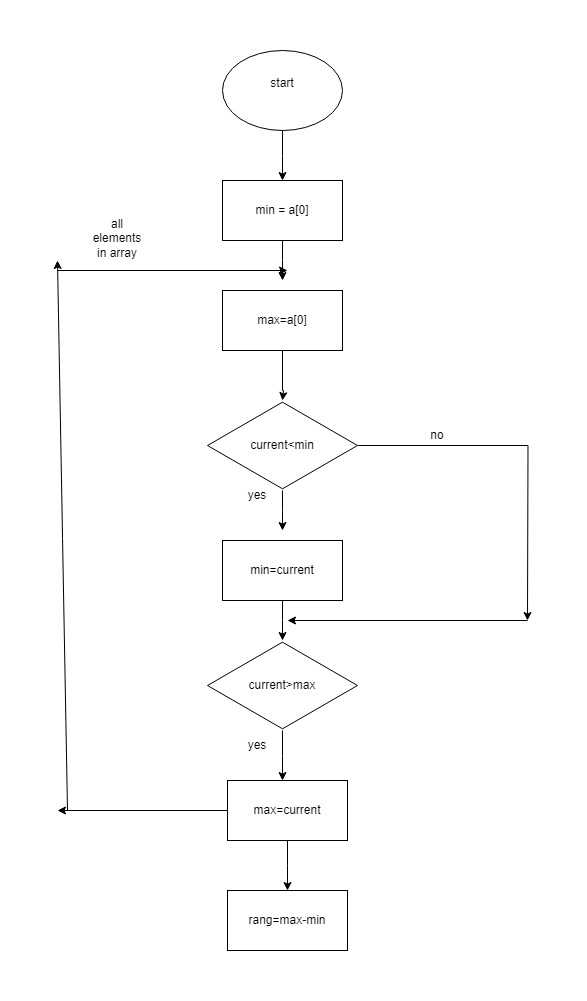 start
min = a[0]
all
elements
in array
max=a[0]
current<min
no
yes
min=current
current>max
yes
max=current
rang=max-min